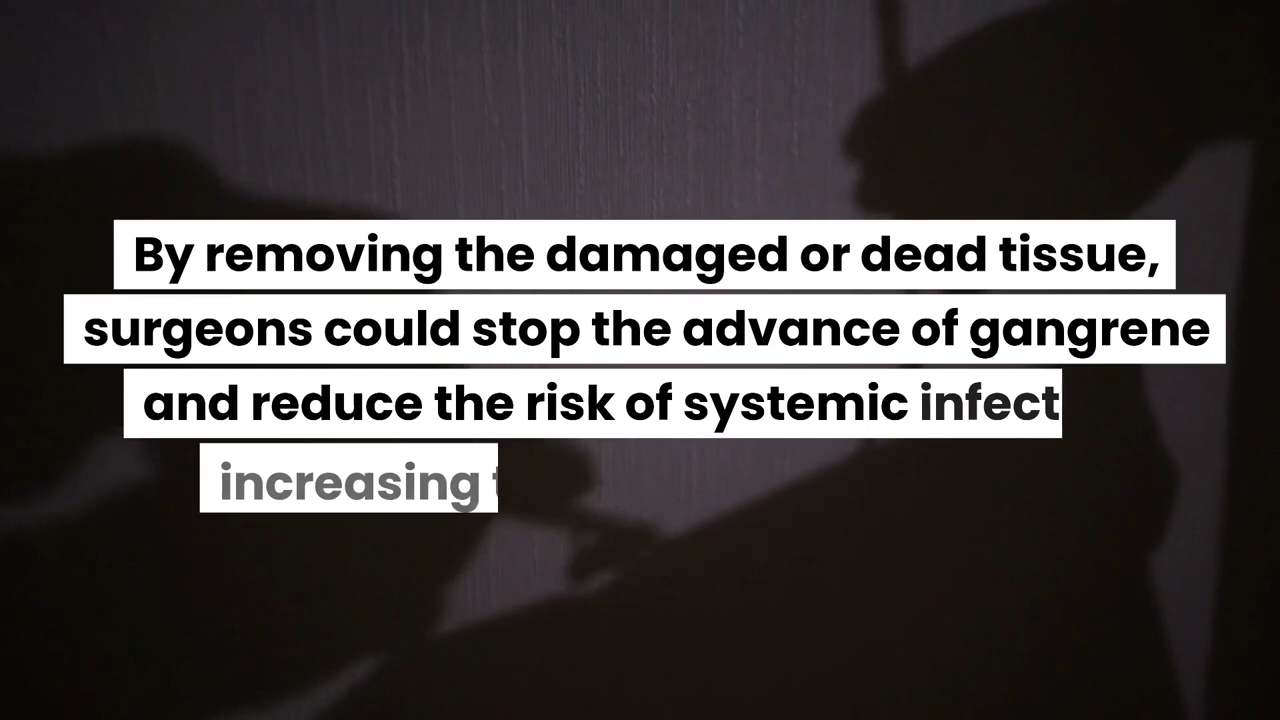 By removing the damaged or dead tissue,
surgeons could stop the advance of gangrene
and reduce the risk of systemic infect
increasing